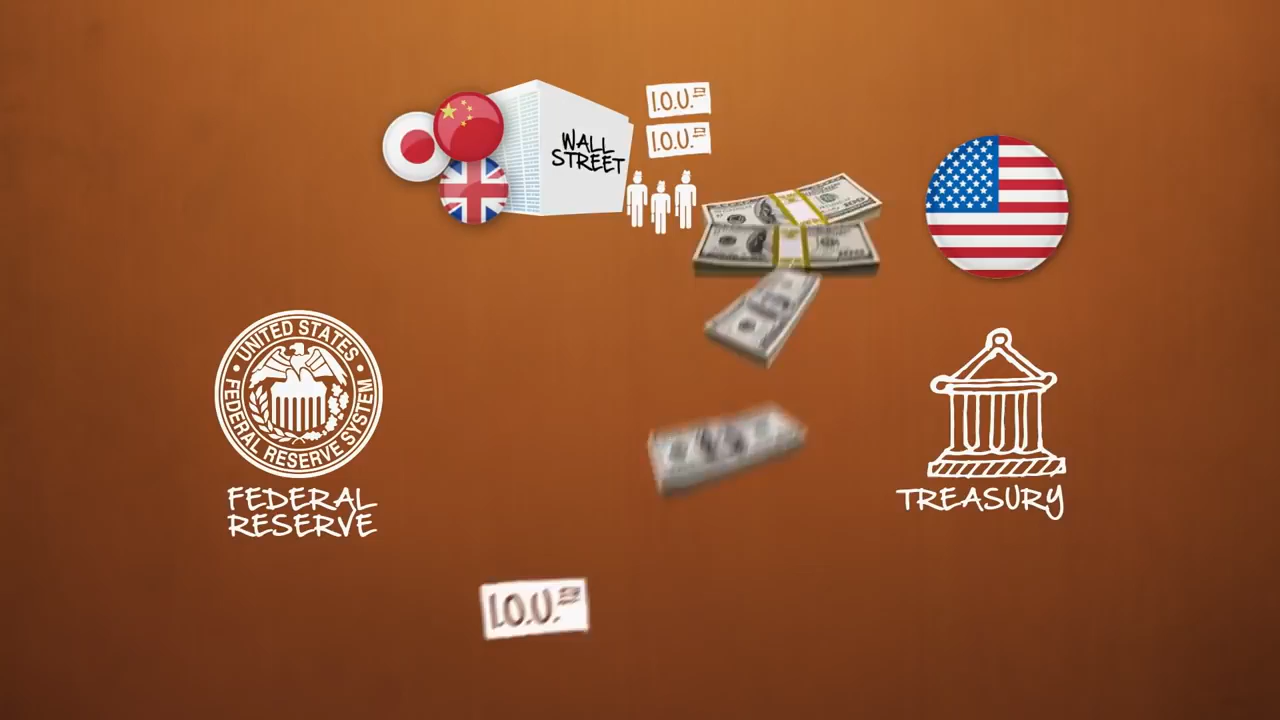 I.O.U.
I.O.U.
WALL
STREET
UNITED STATES
FEDERAL RESERVE SYSTEM
FEDERAL
RESERVE
TREASURY
I.O.U.